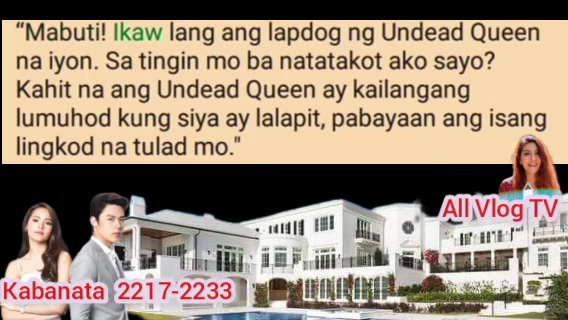 “Mabuti! Ikaw lang ang lapdog ng Undead Queen
na iyon. Sa tingin mo ba natatakot ako sayo?
Kahit na ang Undead Queen ay kailangang
lumuhod kung siya ay lalapit, pabayaan ang isang
lingkod na tulad mo."
All Vlog TV
Kabanata 2217-2233